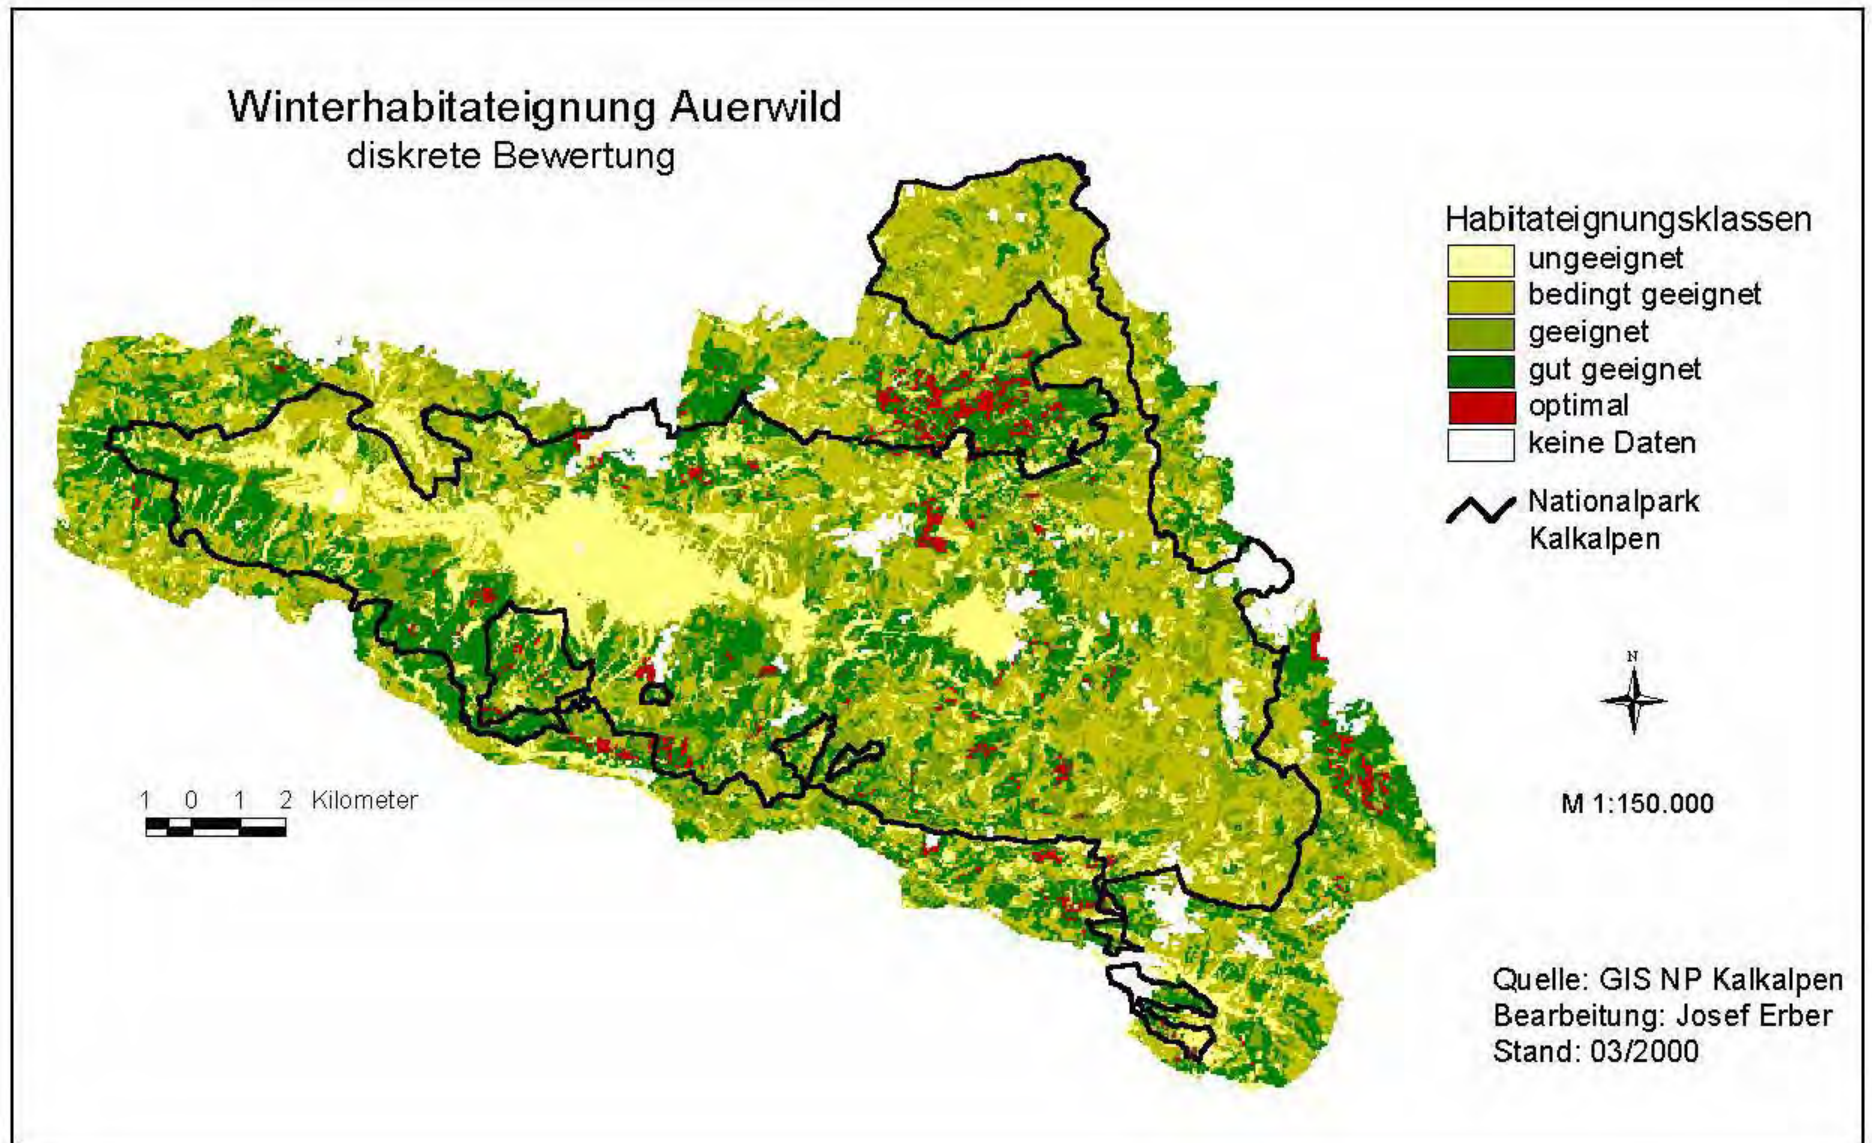 Winterhabitateignung Auerwild
diskrete Bewertung
Habitateignungsklassen
ungeeignet
bedingt geeignet
geeignet
gut geeignet
optimal
keine Daten
Nationalpark
Kalkalpen
N
M 1:150.000
1 0 1 2 Kilometer
Quelle: GIS NP Kalkalpen
Bearbeitung: Josef Erber
Stand: 03/2000